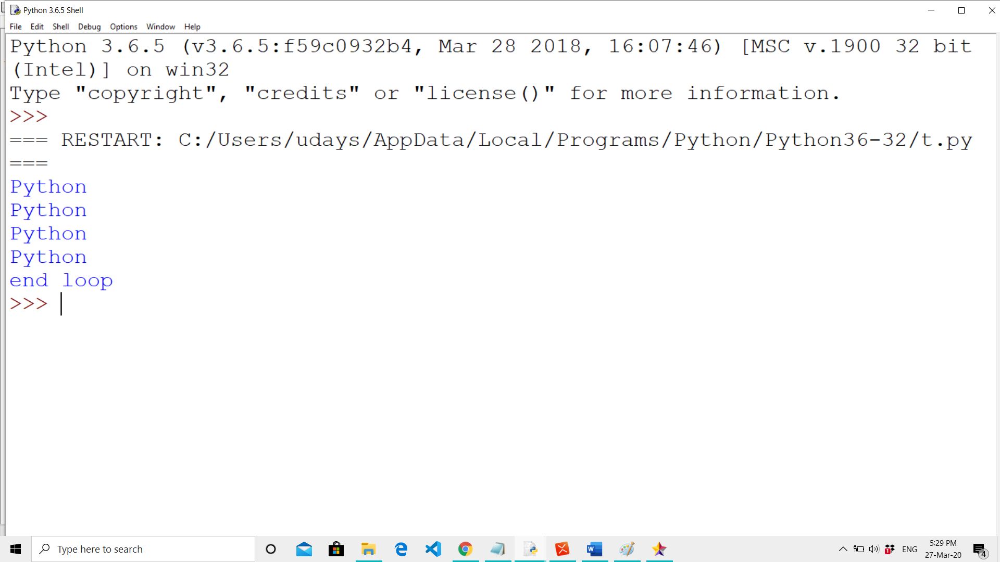 Python 3.6.5 Shell
File Edit Shell Debug Options Window Help
Python 3.6.5 (v3.6.5:f59c0932b4, Mar 28 2018, 16:07:46) [MSC v.1900 32 bit
(Intel)] on win32
Type "copyright", "credits" or "license()" for more information.
>>>
=== RESTART: C:/Users/udays/AppData/Local/Programs/Python/Python36-32/t.py
===
Python
Python
Python
Python
end loop
>>>
Type here to search
1
ENG
5:29 PM
27-Mar-20
4